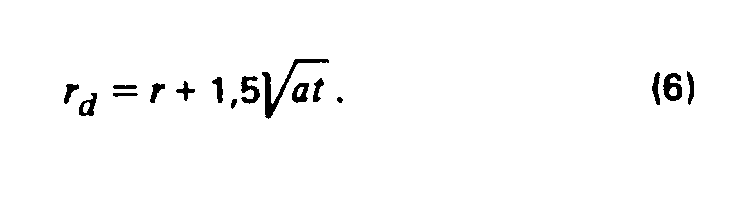 r_d = r + 1,5√at . (6)